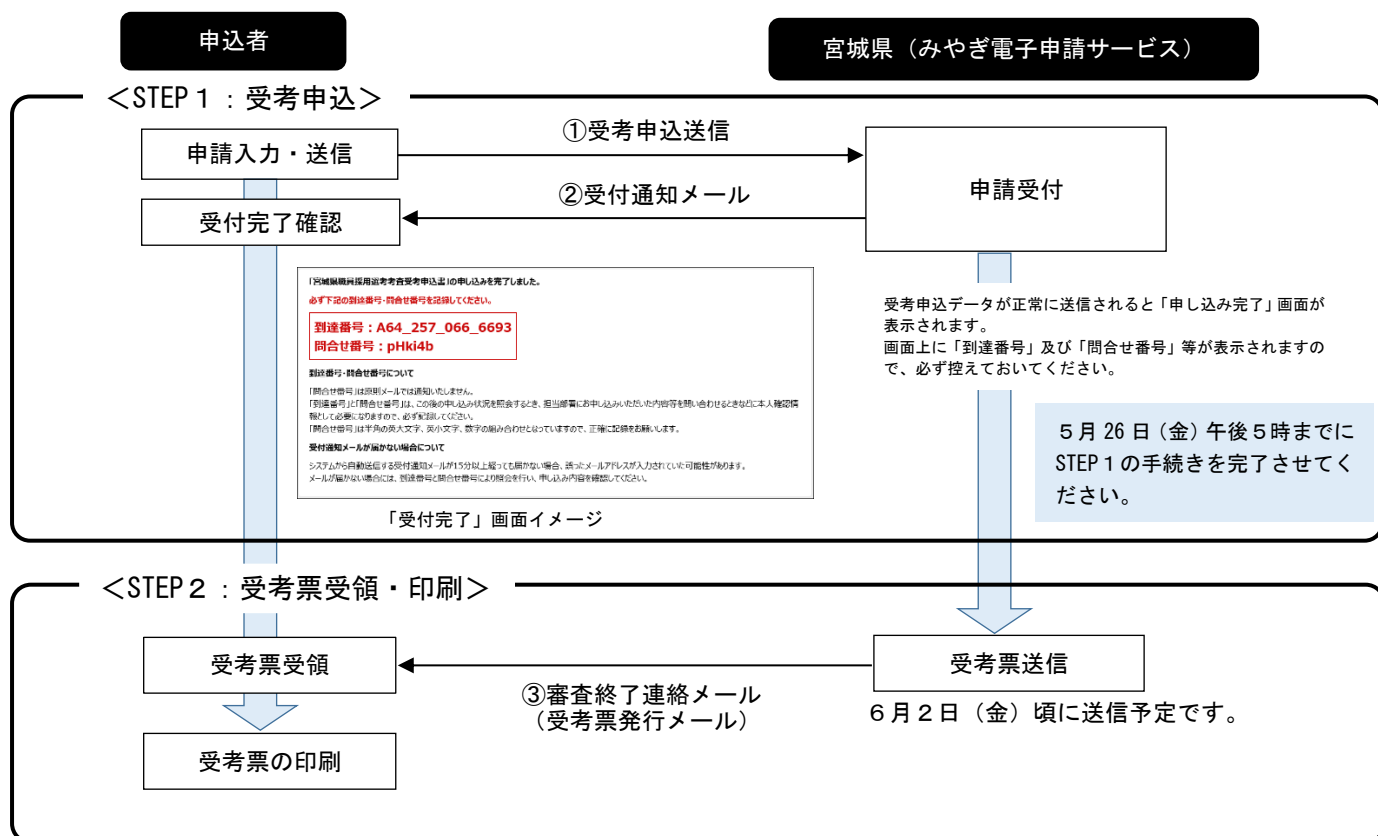 申込者
宮城県（みやぎ電子申請サービス）
＜STEP１：受考申込＞
申請入力・送信
①受考申込送信
申請受付
②受付通知メール
受付完了確認
「宮城県職員採用選考考査受考申込書」の申し込みを完了しました。
必ず下記の到達番号・問合せ番号を記録してください。
到達番号：A64_257_066_6693
問合せ番号：pHki4b
到達番号・問合せ番号について
「問合せ番号」は原則メールでは通知いたしません。
「到達番号」と「問合せ番号」は、この後の申し込み状況を照会するとき、担当部署にお申し込みいただいた内容等を問い合わせるときなどに本人確認情
報として必要になりますので、必ず記録してください。
「問合せ番号」は半角の英大文字、英小文字、数字の組み合わせとなっていますので、正確に記録をお願いします。
受付通知メールが届かない場合について
システムから自動送信する受付通知メールが15分以上経っても届かない場合、誤ったメールアドレスが入力されていた可能性があります。
メールが届かない場合には、到達番号と問合せ番号により照会を行い、申し込み内容を確認してください。
「受付完了」画面イメージ
受考申込データが正常に送信されると「申し込み完了」画面が
表示されます。
画面上に「到達番号」及び「問合せ番号」等が表示されますの
で、必ず控えておいてください。
５月 26 日（金）午後５時までに
STEP１の手続きを完了させてく
ださい。
＜STEP２：受考票受領・印刷＞
受考票受領
③審査終了連絡メール
（受考票発行メール）
受考票送信
６月２日（金）頃に送信予定です。
受考票の印刷